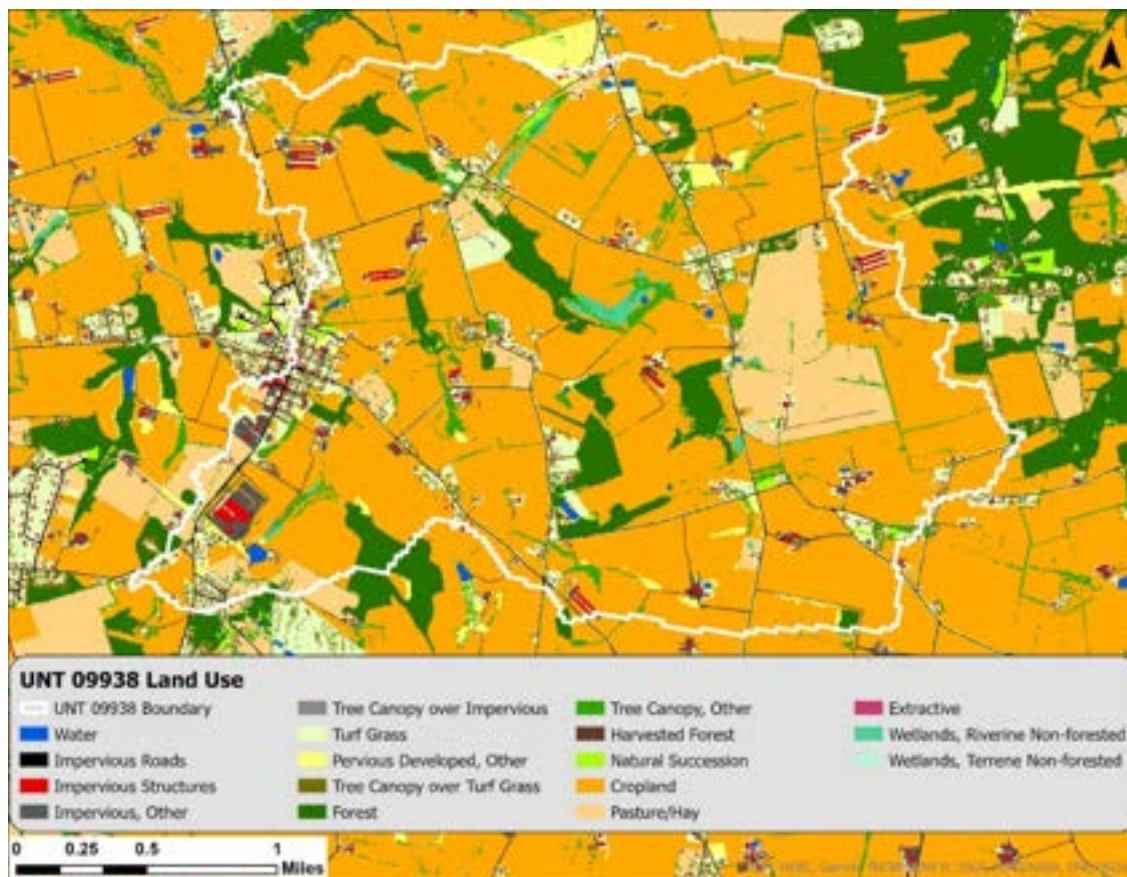 UNT 09938 Land Use
UNT 09938 Boundary
Water
Impervious Roads
Impervious Structures
Impervious, Other
Tree Canopy over Impervious
Turf Grass
Pervious Developed, Other
Tree Canopy over Turf Grass
Forest
Tree Canopy, Other
Harvested Forest
Natural Succession
Cropland
Pasture/Hay
Extractive
Wetlands, Riverine Non-forested
Wetlands, Terrene Non-forested
0 0.25 0.5 1
Miles